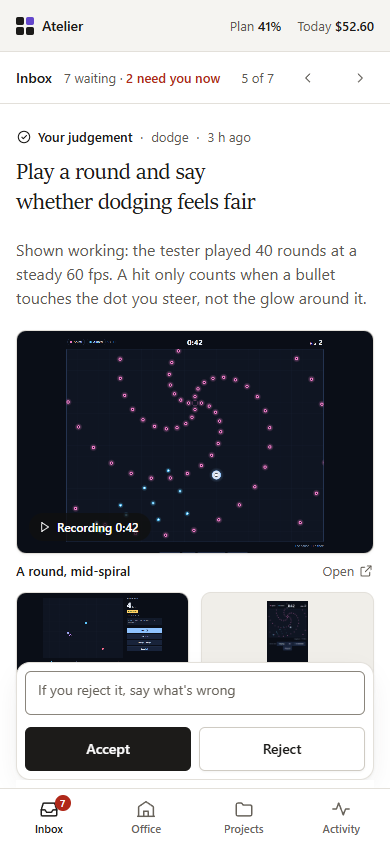 Atelier
Plan 41% Today $52.60
Inbox 7 waiting · 2 need you now 5 of 7
Your judgement · dodge · 3 h ago
Play a round and say
whether dodging feels fair
Shown working: the tester played 40 rounds at a
steady 60 fps. A hit only counts when a bullet
touches the dot you steer, not the glow around it.
0:42
2
Recording 0:42
A round, mid-spiral
Open
If you reject it, say what's wrong
Accept
Reject
7
Inbox
Office
Projects
Activity